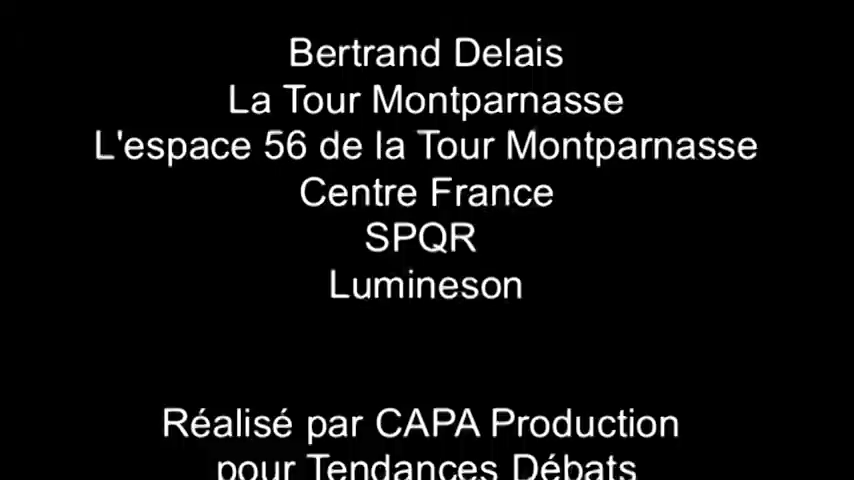 Bertrand Delais
La Tour Montparnasse
L'espace 56 de la Tour Montparnasse
Centre France
SPQR
Lumineson
Réalisé par CAPA Production
pour Tendances Débats